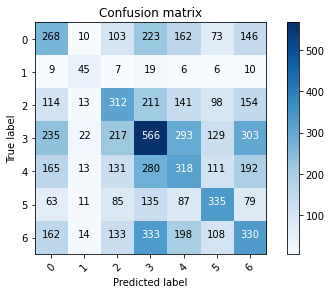 Confusion matrix
0 268 10 103 223 162 73 146
1 9 45 7 19 6 6 10
2 114 13 312 211 141 98 154
3 235 22 217 566 293 129 303
4 165 13 131 280 318 111 192
5 63 11 85 135 87 335 79
6 162 14 133 333 198 108 330
0 1 2 3 4 5 6
Predicted label
True label
500
400
300
200
100